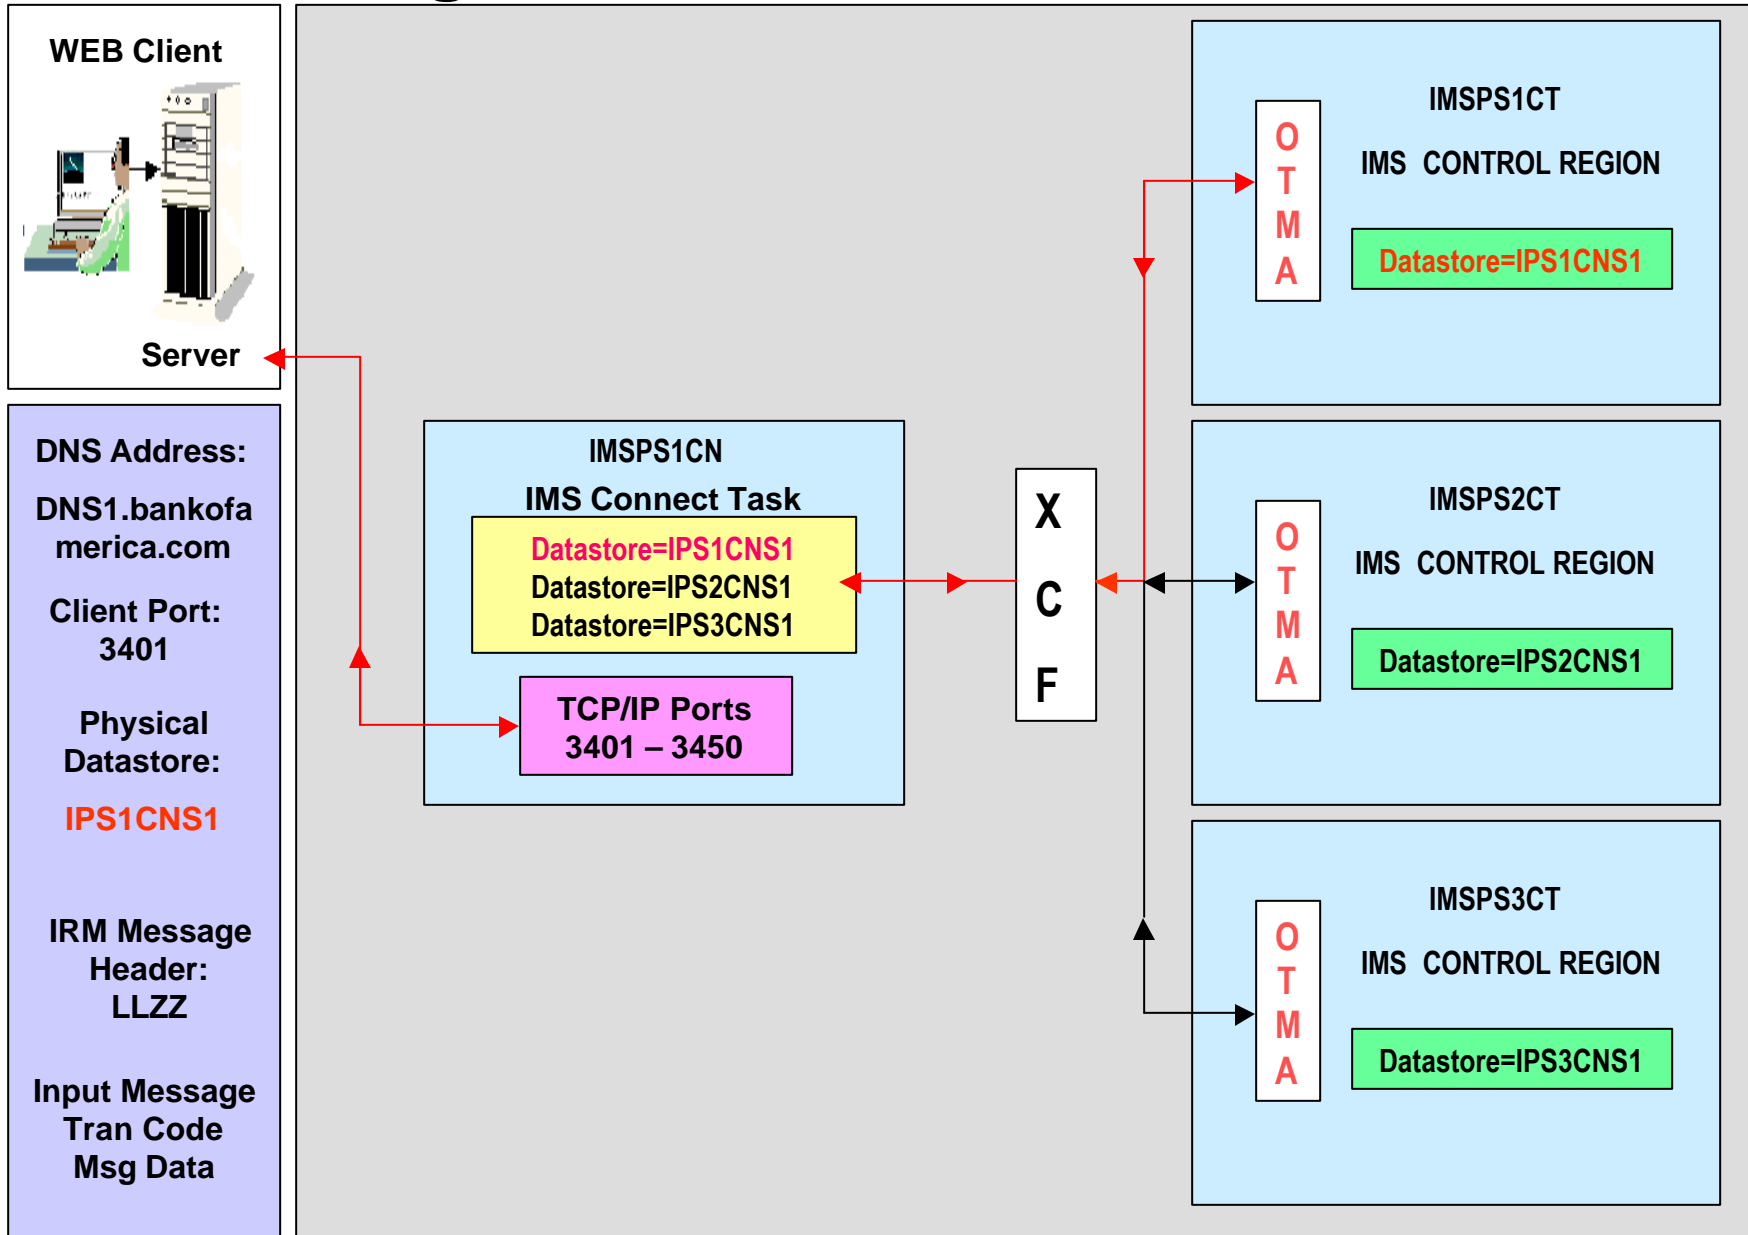 WEB Client
Server
DNS Address:
DNS1.bankofa
merica.com
Client Port:
3401
Physical
Datastore:
IPS1CNS1
IRM Message
Header:
LLZZ
Input Message
Tran Code
Msg Data
IMSPS1CN
IMS Connect Task
Datastore=IPS1CNS1
Datastore=IPS2CNS1
Datastore=IPS3CNS1
TCP/IP Ports
3401 – 3450
X
C
F
IMSPS1CT
IMS CONTROL REGION
O
T
M
A
Datastore=IPS1CNS1
IMSPS2CT
IMS CONTROL REGION
O
T
M
A
Datastore=IPS2CNS1
IMSPS3CT
IMS CONTROL REGION
O
T
M
A
Datastore=IPS3CNS1